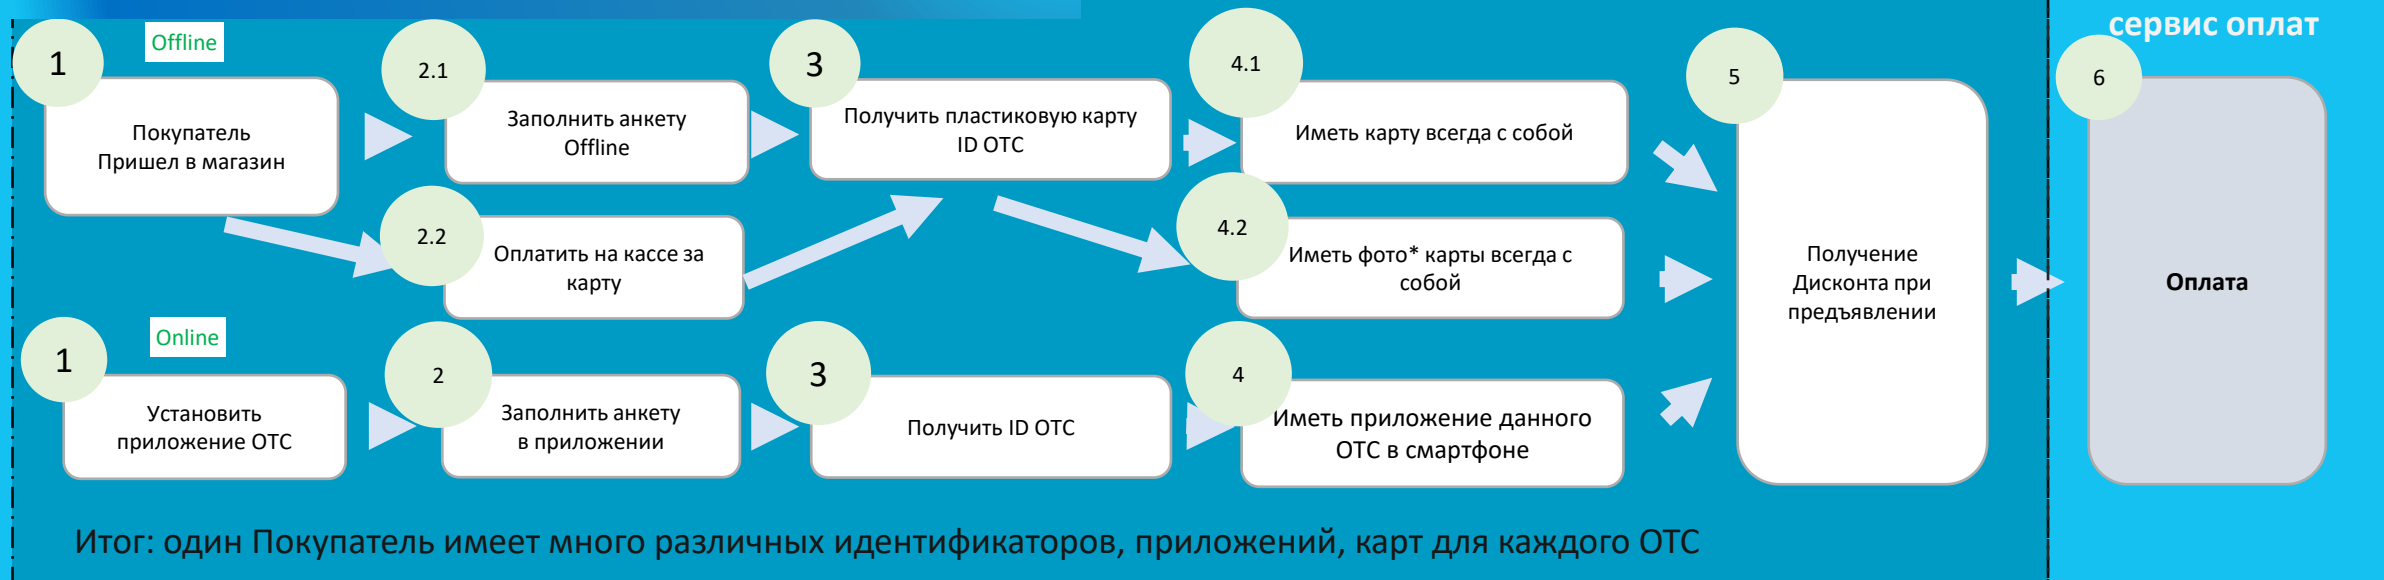 сервис оплат
Offline
1
Покупатель
Пришел в магазин
2.1
Заполнить анкету
Offline
2.2
Оплатить на кассе за
карту
3
Получить пластиковую карту
ID ОТС
4.1
Иметь карту всегда с собой
4.2
Иметь фото* карты всегда с
собой
5
Получение
Дисконта при
предъявлении
6
Оплата
Online
1
Установить
приложение ОТС
2
Заполнить анкету
в приложении
3
Получить ID ОТС
4
Иметь приложение данного
ОТС в смартфоне
Итог: один Покупатель имеет много различных идентификаторов, приложений, карт для каждого ОТС